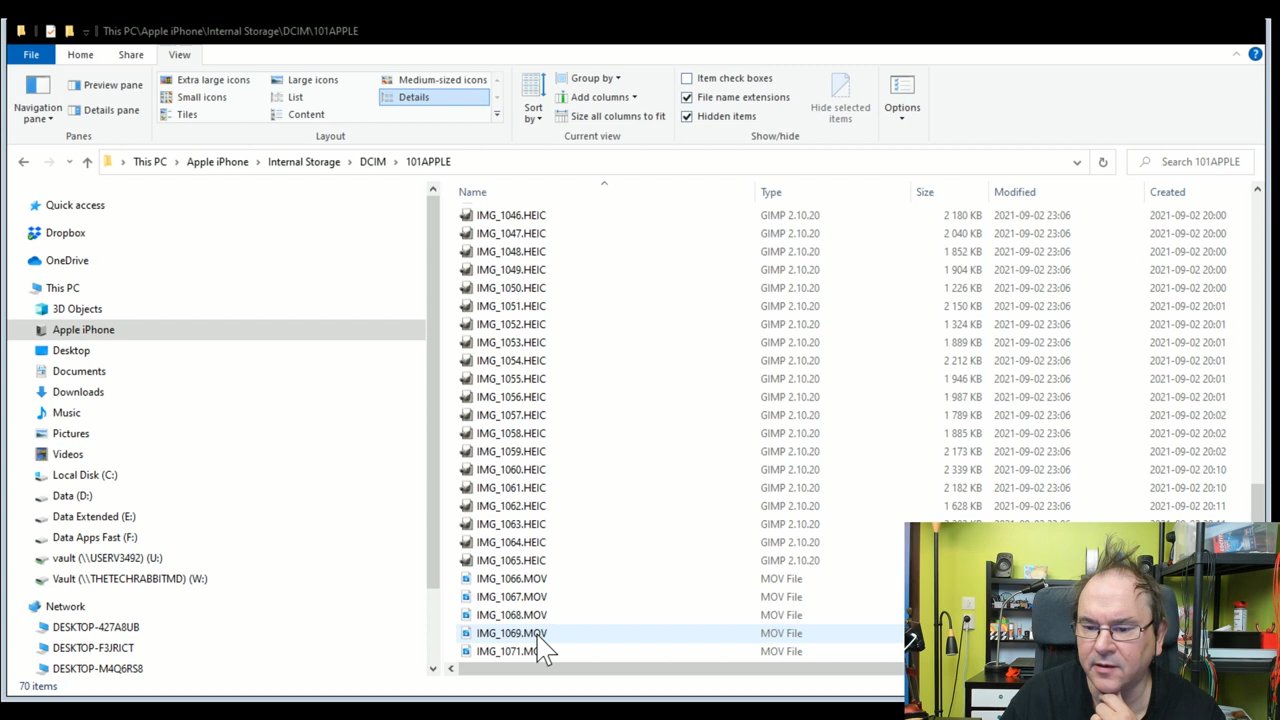 This PC\Apple iPhone\Internal Storage\DCIM\101APPLE
File Home Share View
Navigation pane
Preview pane
Details pane
Panes
Extra large icons Large icons Medium-sized icons
Small icons List Details
Tiles Content
Layout
Sort by
Group by
Add columns
Size all columns to fit
Current view
Item check boxes
File name extensions
Hidden items
Hide selected items
Show/hide
Options
This PC > Apple iPhone > Internal Storage > DCIM > 101APPLE
Search 101APPLE
Quick access
Dropbox
OneDrive
This PC
3D Objects
Apple iPhone
Desktop
Documents
Downloads
Music
Pictures
Videos
Local Disk (C:)
Data (D:)
Data Extended (E:)
Data Apps Fast (F:)
vault (\\USERV3492) (U:)
Vault (\\THETECHRABBITMD) (W:)
Network
DESKTOP-427A8UB
DESKTOP-F3JRICT
DESKTOP-M4Q6RS8
Name Type Size Modified Created
IMG_1046.HEIC GIMP 2.10.20 2 180 KB 2021-09-02 23:06 2021-09-02 20:00
IMG_1047.HEIC GIMP 2.10.20 2 040 KB 2021-09-02 23:06 2021-09-02 20:00
IMG_1048.HEIC GIMP 2.10.20 1 852 KB 2021-09-02 23:06 2021-09-02 20:00
IMG_1049.HEIC GIMP 2.10.20 1 904 KB 2021-09-02 23:06 2021-09-02 20:00
IMG_1050.HEIC GIMP 2.10.20 1 226 KB 2021-09-02 23:06 2021-09-02 20:00
IMG_1051.HEIC GIMP 2.10.20 2 150 KB 2021-09-02 23:06 2021-09-02 20:01
IMG_1052.HEIC GIMP 2.10.20 1 324 KB 2021-09-02 23:06 2021-09-02 20:01
IMG_1053.HEIC GIMP 2.10.20 1 889 KB 2021-09-02 23:06 2021-09-02 20:01
IMG_1054.HEIC GIMP 2.10.20 2 212 KB 2021-09-02 23:06 2021-09-02 20:01
IMG_1055.HEIC GIMP 2.10.20 1 946 KB 2021-09-02 23:06 2021-09-02 20:01
IMG_1056.HEIC GIMP 2.10.20 1 987 KB 2021-09-02 23:06 2021-09-02 20:01
IMG_1057.HEIC GIMP 2.10.20 1 789 KB 2021-09-02 23:06 2021-09-02 20:02
IMG_1058.HEIC GIMP 2.10.20 1 885 KB 2021-09-02 23:06 2021-09-02 20:02
IMG_1059.HEIC GIMP 2.10.20 2 173 KB 2021-09-02 23:06 2021-09-02 20:02
IMG_1060.HEIC GIMP 2.10.20 2 339 KB 2021-09-02 23:06 2021-09-02 20:10
IMG_1061.HEIC GIMP 2.10.20 2 182 KB 2021-09-02 23:06 2021-09-02 20:10
IMG_1062.HEIC GIMP 2.10.20 1 628 KB 2021-09-02 23:06 2021-09-02 20:11
IMG_1063.HEIC GIMP 2.10.20
IMG_1064.HEIC GIMP 2.10.20
IMG_1065.HEIC GIMP 2.10.20
IMG_1066.MOV MOV File
IMG_1067.MOV MOV File
IMG_1068.MOV MOV File
IMG_1069.MOV MOV File
IMG_1071.MO MOV File
70 items